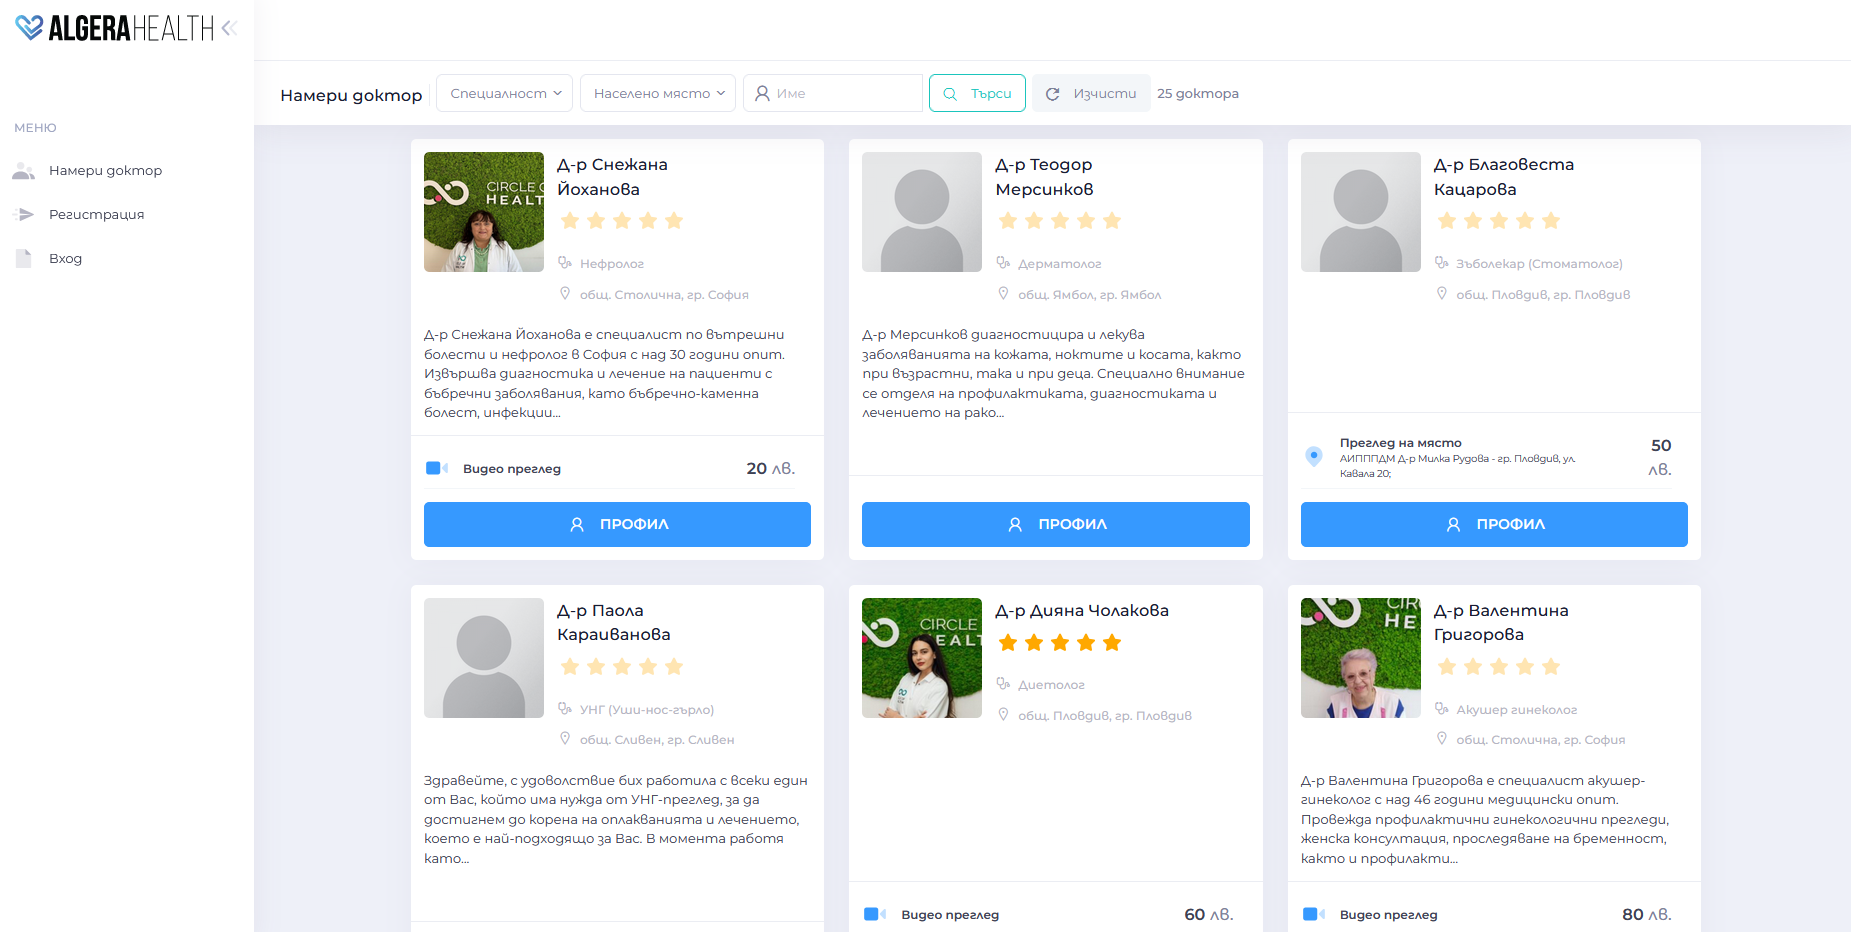 ALGERAHEALTH
МЕНЮ
Намери доктор
Регистрация
Вход
Намери доктор
Специалност
Населено място
Име
Търси
Изчисти
25 доктора
CIRCLE O
HEALT
Д-р Снежана
Йоханова
Нефролог
общ. Столична, гр. София
Д-р Снежана Йоханова е специалист по вътрешни
болести и нефролог в София с над 30 години опит.
Извършва диагностика и лечение на пациенти с
бъбречни заболявания, като бъбречно-каменна
болест, инфекции...
Видео преглед
20 лв.
ПРОФИЛ
Д-р Теодор
Мерсинков
Дерматолог
общ. Ямбол, гр. Ямбол
Д-р Мерсинков диагностицира и лекува
заболяванията на кожата, ноктите и косата, както
при възрастни, така и при деца. Специално внимание
се отделя на профилактиката, диагностиката и
лечението на рако...
ПРОФИЛ
Д-р Благовеста
Кацарова
Зъболекар (Стоматолог)
общ. Пловдив, гр. Пловдив
Преглед на място
АИППППДМ Д-р Милка Рудова - гр. Пловдив, ул.
Кавала 20;
50
лв.
ПРОФИЛ
Д-р Паола
Караиванова
УНГ (Уши-нос-гърло)
общ. Сливен, гр. Сливен
Здравейте, с удоволствие бих работила с всеки един
от Вас, който има нужда от УНГ-преглед, за да
достигнем до корена на оплакванията и лечението,
което е най-подходящо за Вас. В момента работя
като...
CIRCLE
HEALT
Д-р Дияна Чолакова
Диетолог
общ. Пловдив, гр. Пловдив
Видео преглед
60 лв.
CIR
HE
Д-р Валентина
Григорова
Акушер гинеколог
общ. Столична, гр. София
Д-р Валентина Григорова е специалист акушер-
гинеколог с над 46 години медицински опит.
Провежда профилактични гинекологични прегледи,
женска консултация, проследяване на бременност,
както и профилакти...
Видео преглед
80 лв.